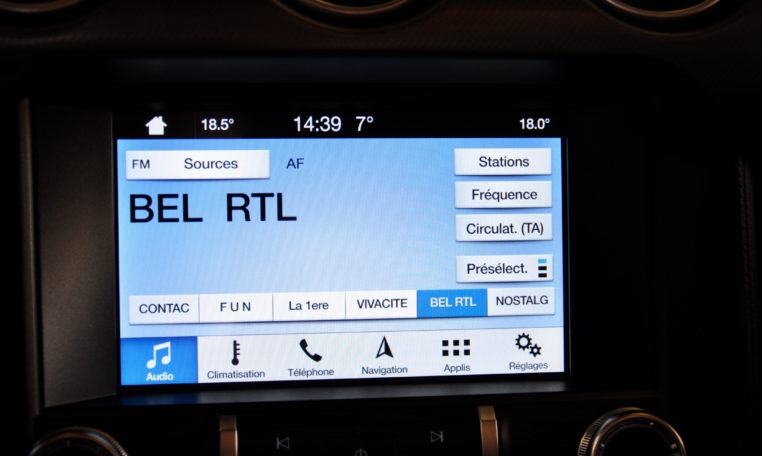 18.5° 14:39 7° 18.0°
FM Sources AF Stations
BEL RTL
Fréquence
Circulat. (TA)
Présélect.
CONTAC F U N La 1ere VIVACITE BEL RTL NOSTALG
Audio Climatisation Téléphone Navigation Applis Réglages